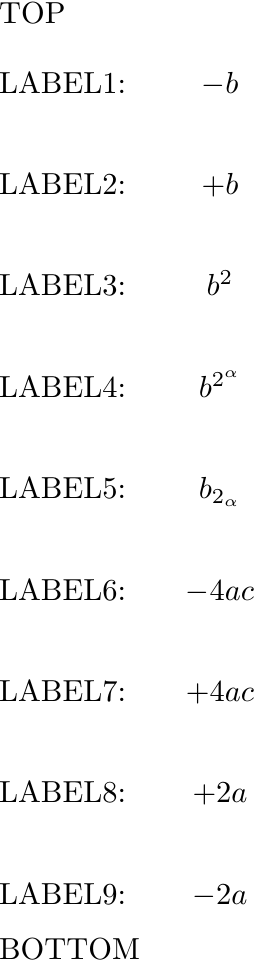 TOP
LABEL1: −b
LABEL2: +b
LABEL3: b²
LABEL4: b^{2^α}
LABEL5: b_{2_α}
LABEL6: −4ac
LABEL7: +4ac
LABEL8: +2a
LABEL9: −2a
BOTTOM